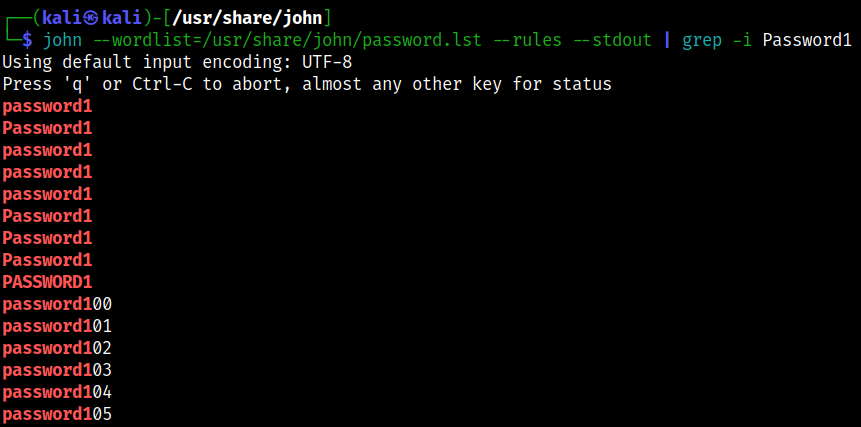 ┌──(kali㉿kali)-[/usr/share/john]
└─$ john --wordlist=/usr/share/john/password.lst --rules --stdout | grep -i Password1
Using default input encoding: UTF-8
Press 'q' or Ctrl-C to abort, almost any other key for status
password1
Password1
password1
password1
password1
Password1
Password1
Password1
PASSWORD1
password100
password101
password102
password103
password104
password105